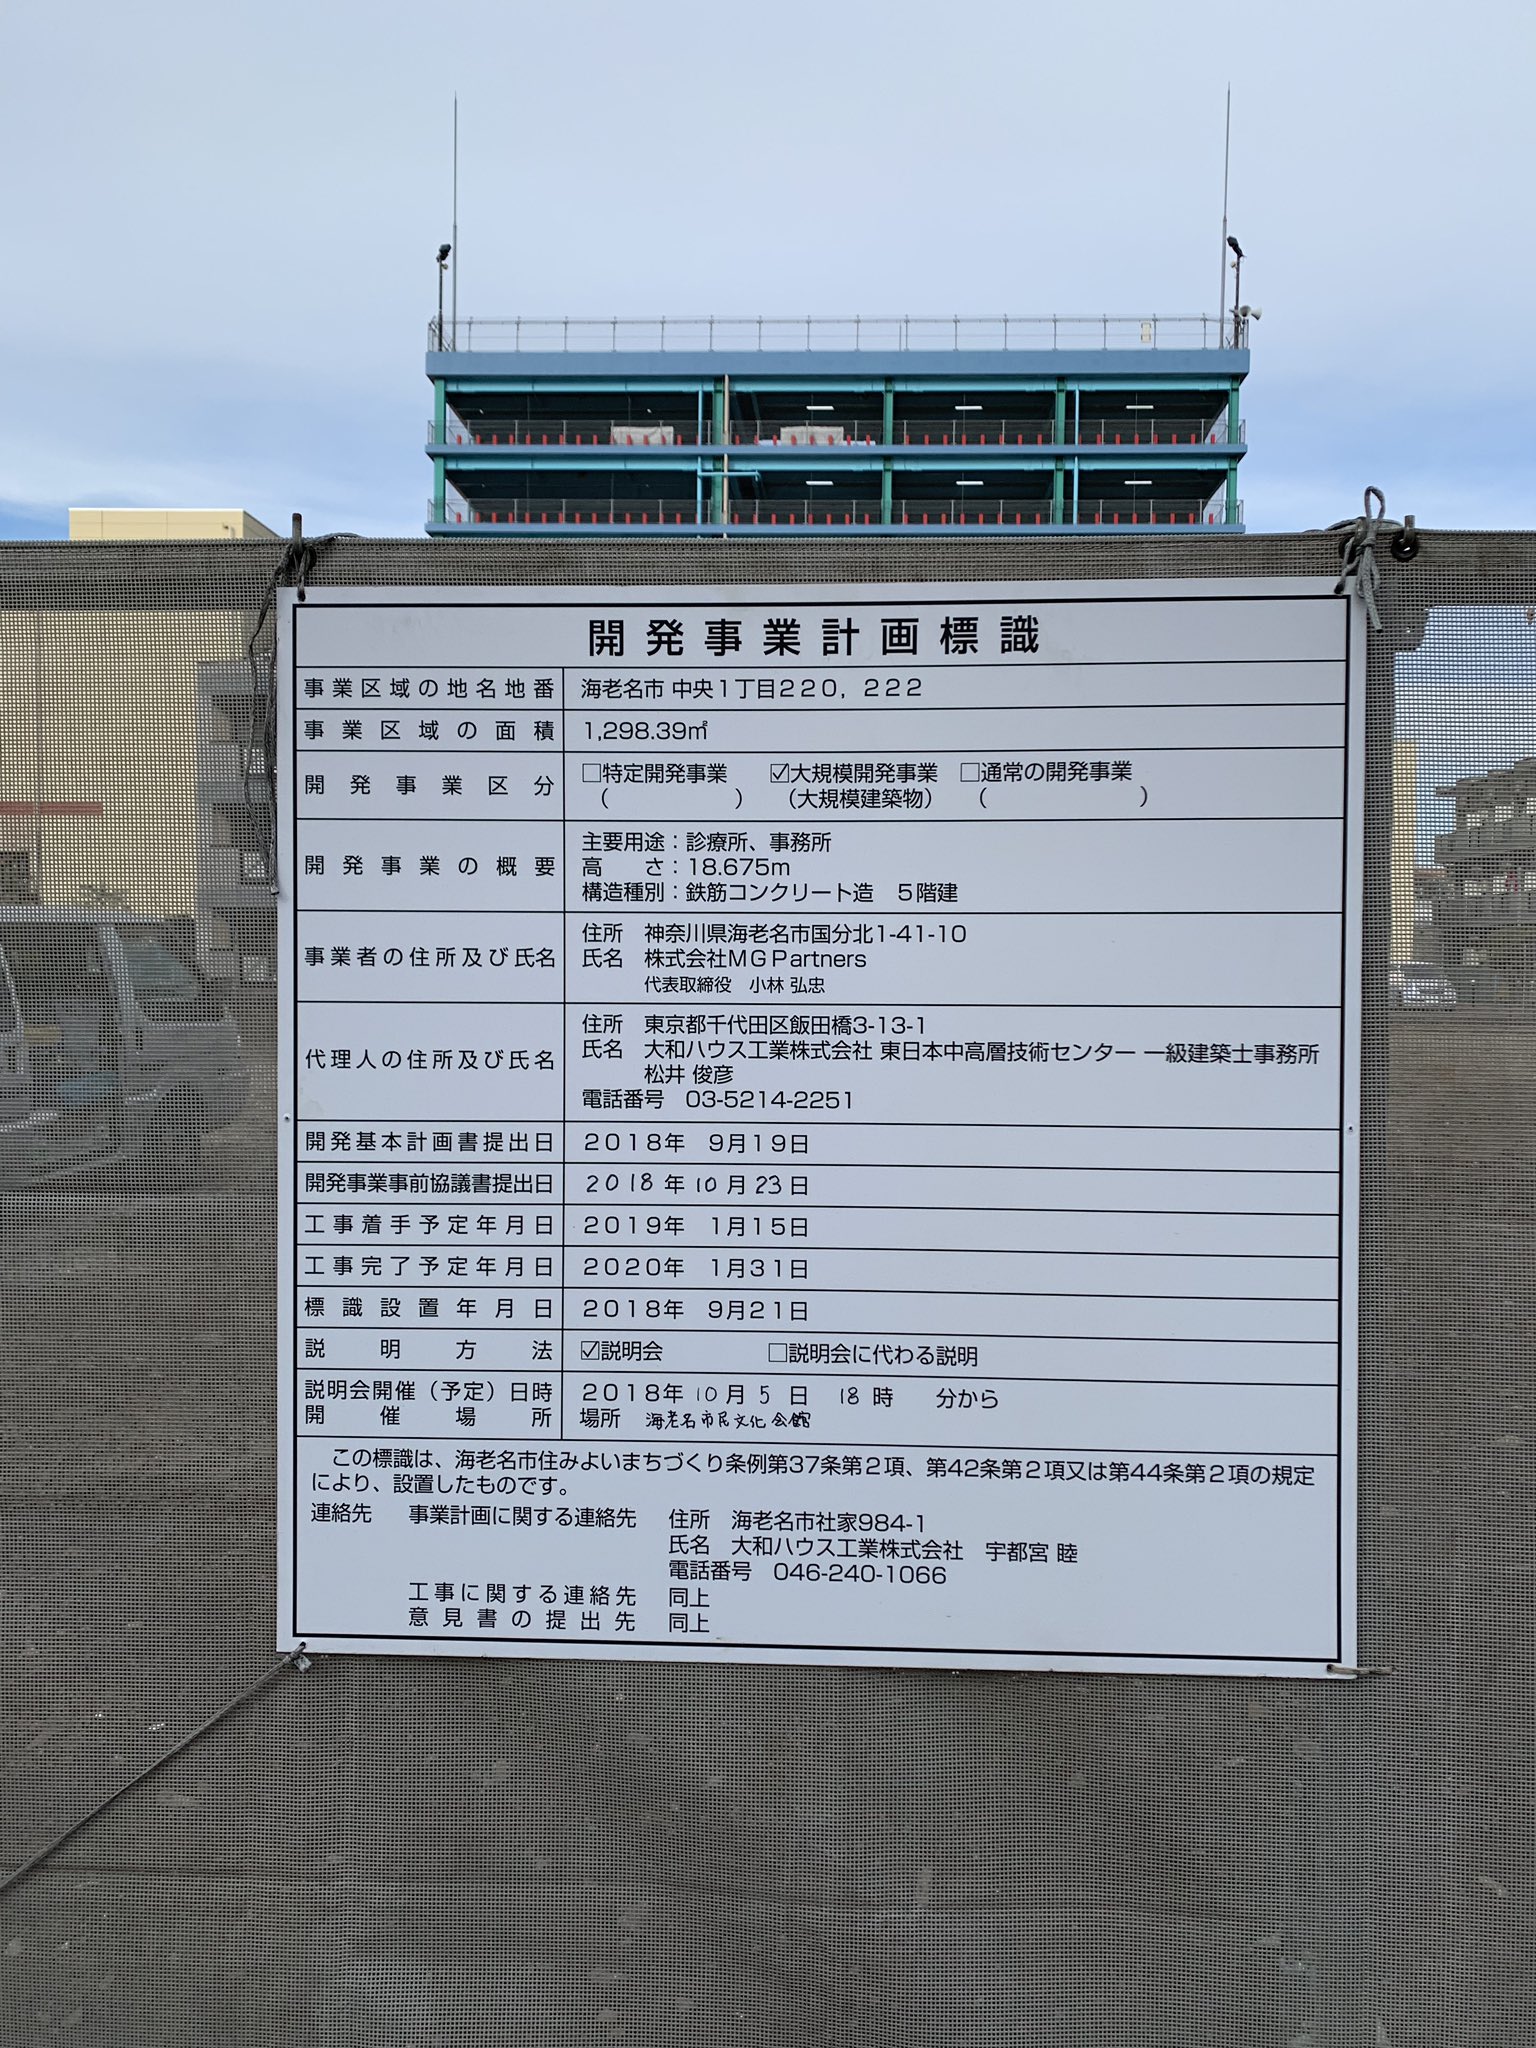 開発事業計画標識
事業区域の地名地番 海老名市 中央1丁目220，222
事業区域の面積 1,298.39㎡
開発事業区分 □特定開発事業 ☑大規模開発事業 □通常の開発事業
（ ） （大規模建築物） （ ）
開発事業の概要 主要用途：診療所、事務所
高 さ：18.675m
構造種別：鉄筋コンクリート造 5階建
事業者の住所及び氏名 住所 神奈川県海老名市国分北1-41-10
氏名 株式会社MGPartners
代表取締役 小林 弘忠
代理人の住所及び氏名 住所 東京都千代田区飯田橋3-13-1
氏名 大和ハウス工業株式会社 東日本中高層技術センター 一級建築士事務所
松井 俊彦
電話番号 03-5214-2251
開発基本計画書提出日 2018年 9月19日
開発事業事前協議書提出日 2018年10月23日
工事着手予定年月日 2019年 1月15日
工事完了予定年月日 2020年 1月31日
標識設置年月日 2018年 9月21日
説明方法 ☑説明会 □説明会に代わる説明
説明会開催（予定）日時 2018年10月5日 18時 分から
開催場所 場所 海老名市民文化会館
この標識は、海老名市住みよいまちづくり条例第37条第2項、第42条第2項又は第44条第2項の規定
により、設置したものです。
連絡先 事業計画に関する連絡先 住所 海老名市社家984-1
氏名 大和ハウス工業株式会社 宇都宮 睦
電話番号 046-240-1066
工事に関する連絡先 同上
意見書の提出先 同上